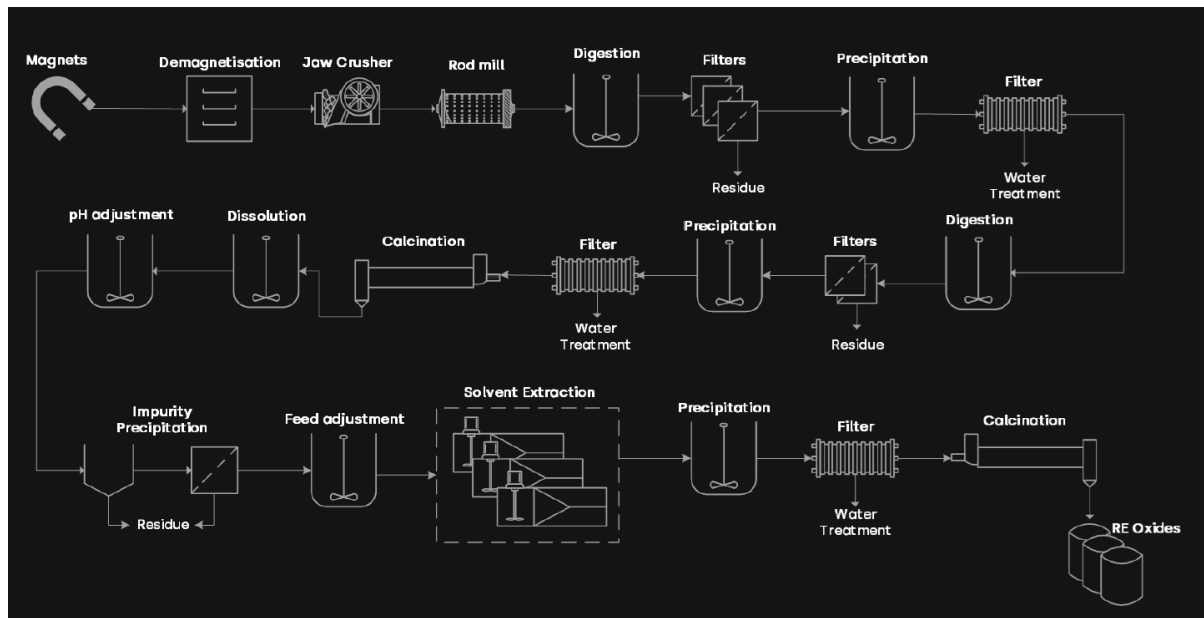 Magnets
Demagnetisation
Jaw Crusher
Rod mill
Digestion
Filters
Precipitation
Filter
Residue
Water
Treatment
pH adjustment
Dissolution
Calcination
Filter
Precipitation
Filters
Digestion
Water
Treatment
Residue
Impurity
Precipitation
Feed adjustment
Solvent Extraction
Precipitation
Filter
Calcination
Residue
Water
Treatment
RE Oxides